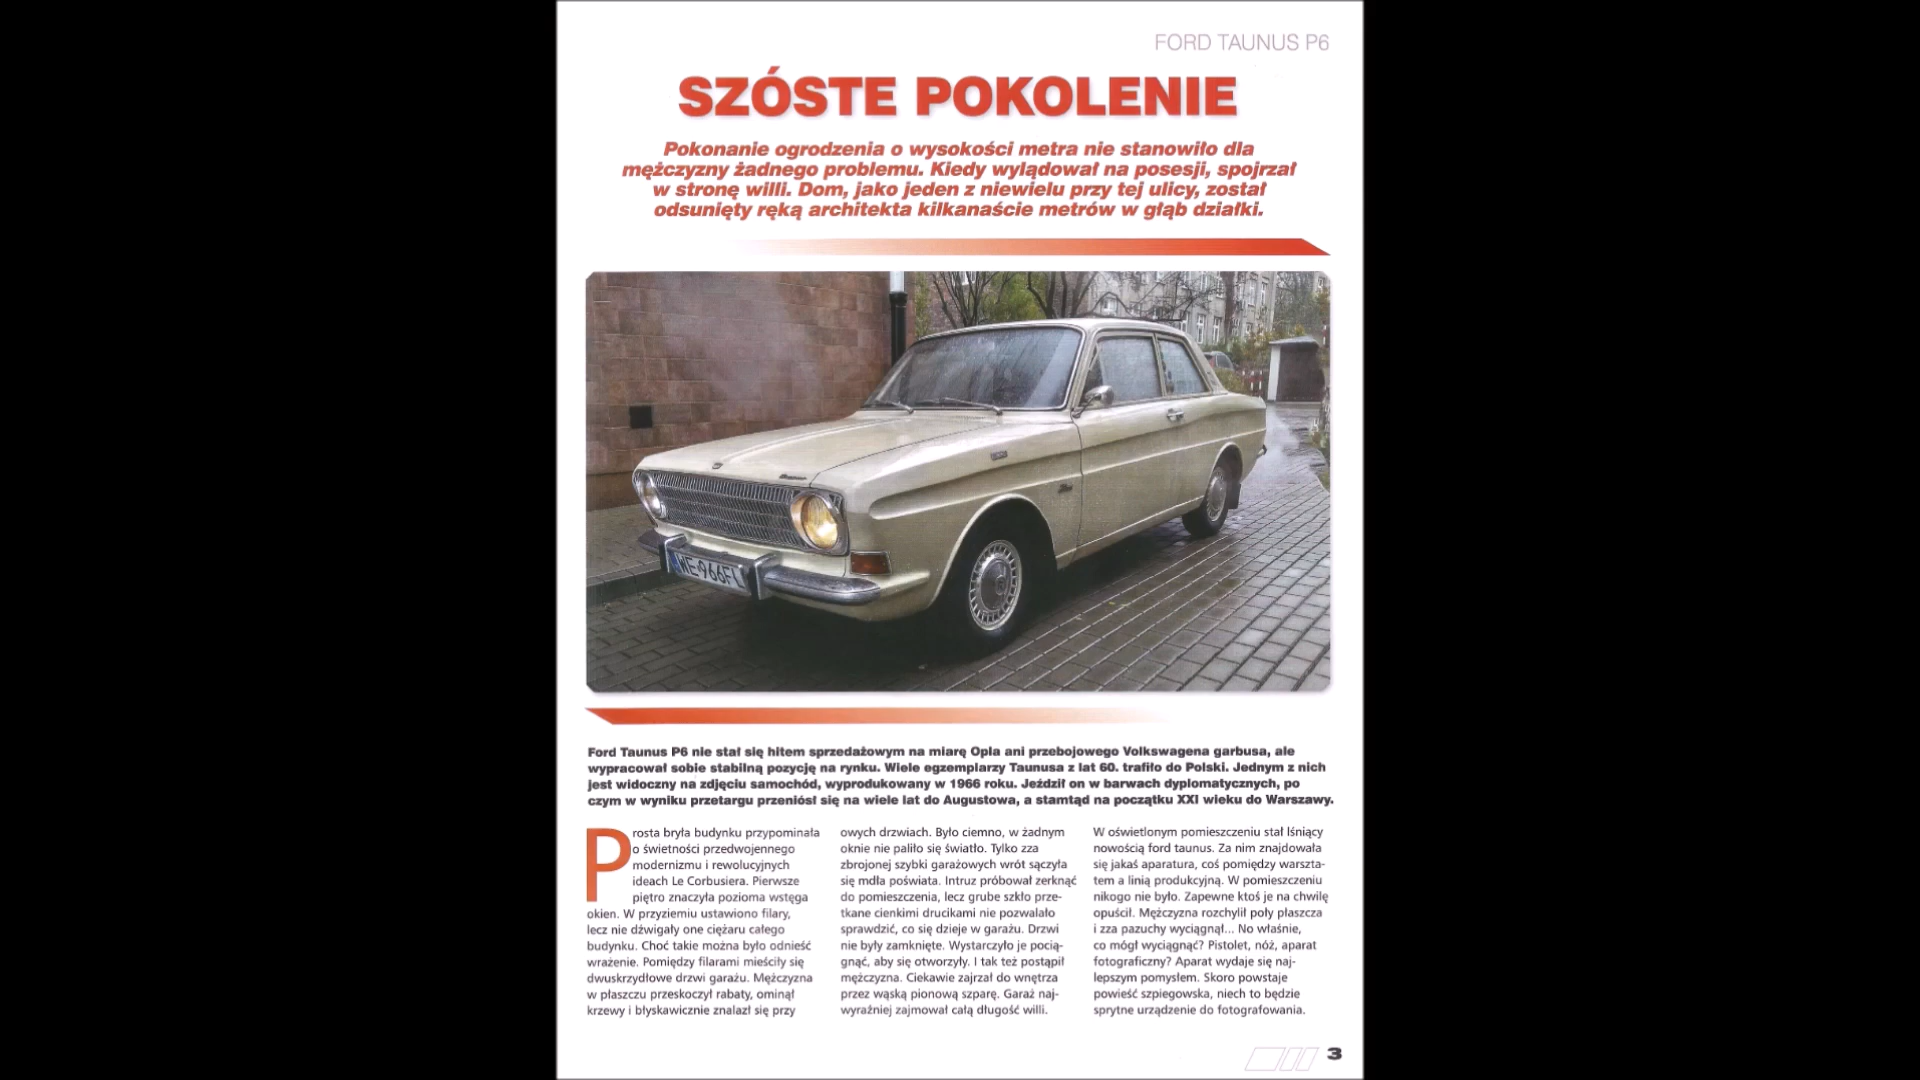 FORD TAUNUS P6
SZÓSTE POKOLENIE
Pokonanie ogrodzenia o wysokości metra nie stanowiło dla
mężczyzny żadnego problemu. Kiedy wylądował na posesji, spojrzał
w stronę willi. Dom, jako jeden z niewielu przy tej ulicy, został
odsunięty ręką architekta kilkanaście metrów w głąb działki.
WE 966FL
Ford Taunus P6 nie stał się hitem sprzedażowym na miarę Opla ani przebojowego Volkswagena garbusa, ale
wypracował sobie stabilną pozycję na rynku. Wiele egzemplarzy Taunusa z lat 60. trafiło do Polski. Jednym z nich
jest widoczny na zdjęciu samochód, wyprodukowany w 1966 roku. Jeździł on w barwach dyplomatycznych, po
czym w wyniku przetargu przeniósł się na wiele lat do Augustowa, a stamtąd na początku XXI wieku do Warszawy.
Prosta bryła budynku przypominała
o świetności przedwojennego
modernizmu i rewolucyjnych
ideach Le Corbusiera. Pierwsze
piętro znaczyła pozioma wstęga
okien. W przyziemiu ustawiono filary,
lecz nie dźwigały one ciężaru całego
budynku. Choć takie można było odnieść
wrażenie. Pomiędzy filarami mieściły się
dwuskrzydłowe drzwi garażu. Mężczyzna
w płaszczu przeskoczył rabaty, ominął
krzewy i błyskawicznie znalazł się przy
owych drzwiach. Było ciemno, w żadnym
oknie nie paliło się światło. Tylko zza
zbrojonej szybki garażowych wrót sączyła
się mdła poświata. Intruz próbował zerknąć
do pomieszczenia, lecz grube szkło prze-
tkane cienkimi drucikami nie pozwalało
sprawdzić, co się dzieje w garażu. Drzwi
nie były zamknięte. Wystarczyło je pocią-
gnąć, aby się otworzyły. I tak też postąpił
mężczyzna. Ciekawie zajrzał do wnętrza
przez wąską pionową szparę. Garaż naj-
wyraźniej zajmował całą długość willi.
W oświetlonym pomieszczeniu stał lśniący
nowością ford taunus. Za nim znajdowała
się jakaś aparatura, coś pomiędzy warszta-
tem a linią produkcyjną. W pomieszczeniu
nikogo nie było. Zapewne ktoś je na chwilę
opuścił. Mężczyzna rozchylił poły płaszcza
i zza pazuchy wyciągnął... No właśnie,
co mógł wyciągnąć? Pistolet, nóż, aparat
fotograficzny? Aparat wydaje się naj-
lepszym pomysłem. Skoro powstaje
powieść szpiegowska, niech to będzie
sprytne urządzenie do fotografowania.
3